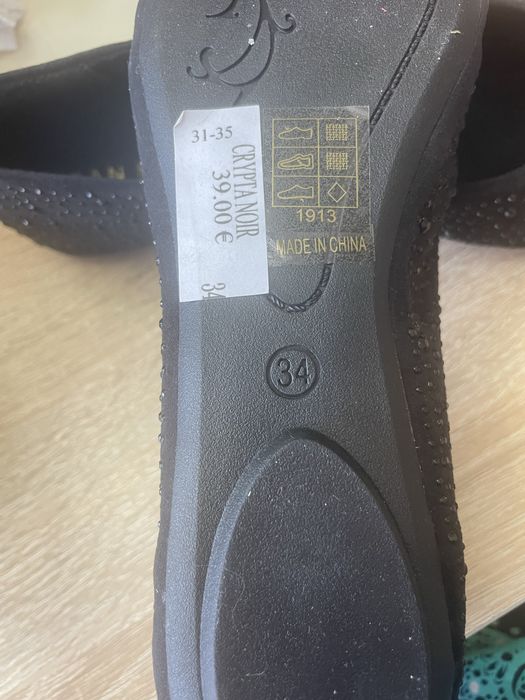 31-35
CRYPTA NOIR
39.00 €
34
1913
MADE IN CHINA
34